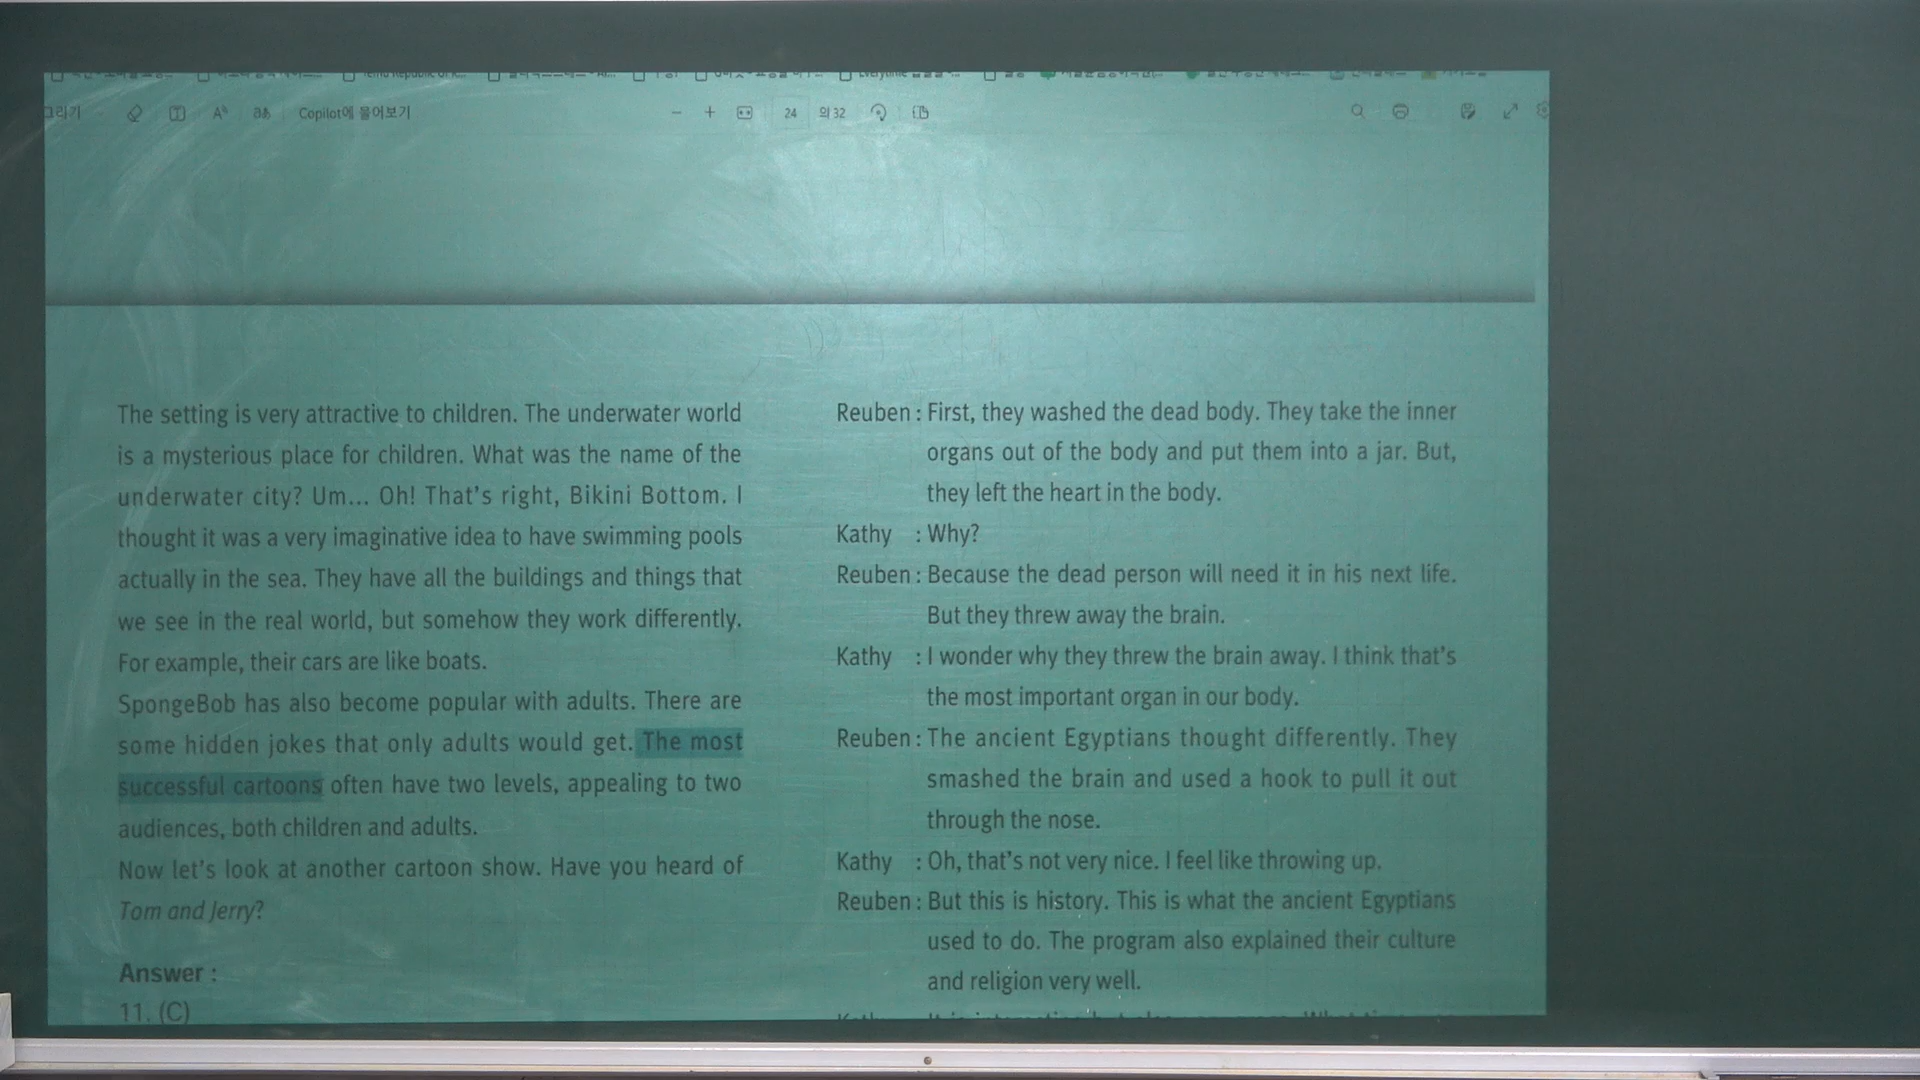 그리기
Copilot에 물어보기
24
의 32
The setting is very attractive to children. The underwater world
is a mysterious place for children. What was the name of the
underwater city? Um... Oh! That's right, Bikini Bottom. I
thought it was a very imaginative idea to have swimming pools
actually in the sea. They have all the buildings and things that
we see in the real world, but somehow they work differently.
For example, their cars are like boats.
SpongeBob has also become popular with adults. There are
some hidden jokes that only adults would get. The most
successful cartoons often have two levels, appealing to two
audiences, both children and adults.
Now let's look at another cartoon show. Have you heard of
Tom and Jerry?
Answer :
11. (C)
Reuben : First, they washed the dead body. They take the inner
organs out of the body and put them into a jar. But,
they left the heart in the body.
Kathy : Why?
Reuben : Because the dead person will need it in his next life.
But they threw away the brain.
Kathy : I wonder why they threw the brain away. I think that's
the most important organ in our body.
Reuben : The ancient Egyptians thought differently. They
smashed the brain and used a hook to pull it out
through the nose.
Kathy : Oh, that's not very nice. I feel like throwing up.
Reuben : But this is history. This is what the ancient Egyptians
used to do. The program also explained their culture
and religion very well.